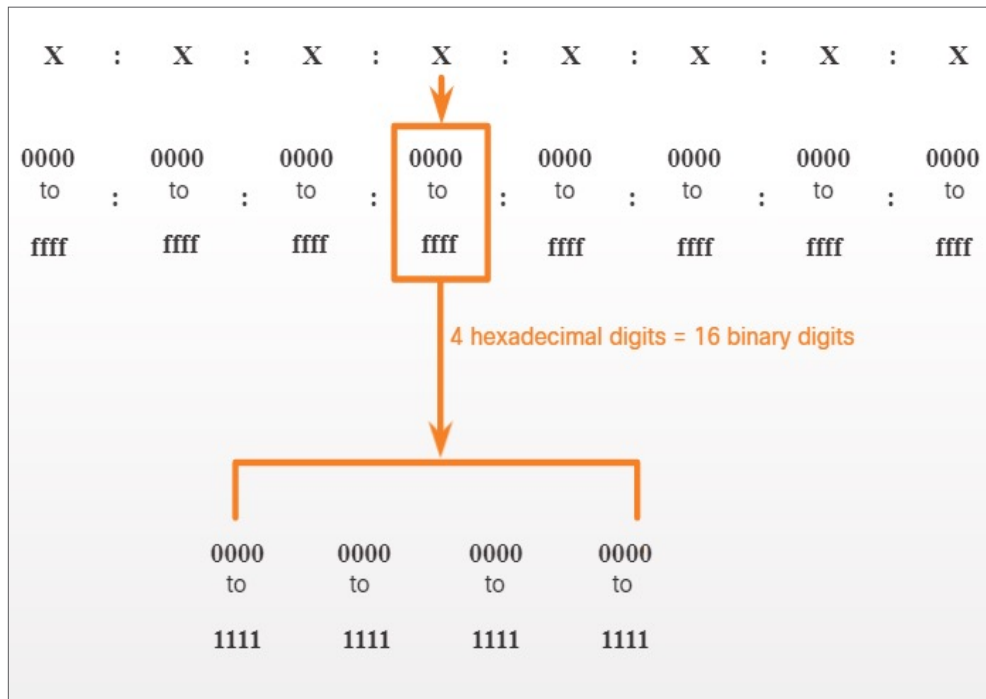 X : X : X : X : X : X : X : X
0000 0000 0000 0000 0000 0000 0000 0000
to : to : to : to : to : to : to : to
ffff ffff ffff ffff ffff ffff ffff ffff
4 hexadecimal digits = 16 binary digits
0000 0000 0000 0000
to to to to
1111 1111 1111 1111